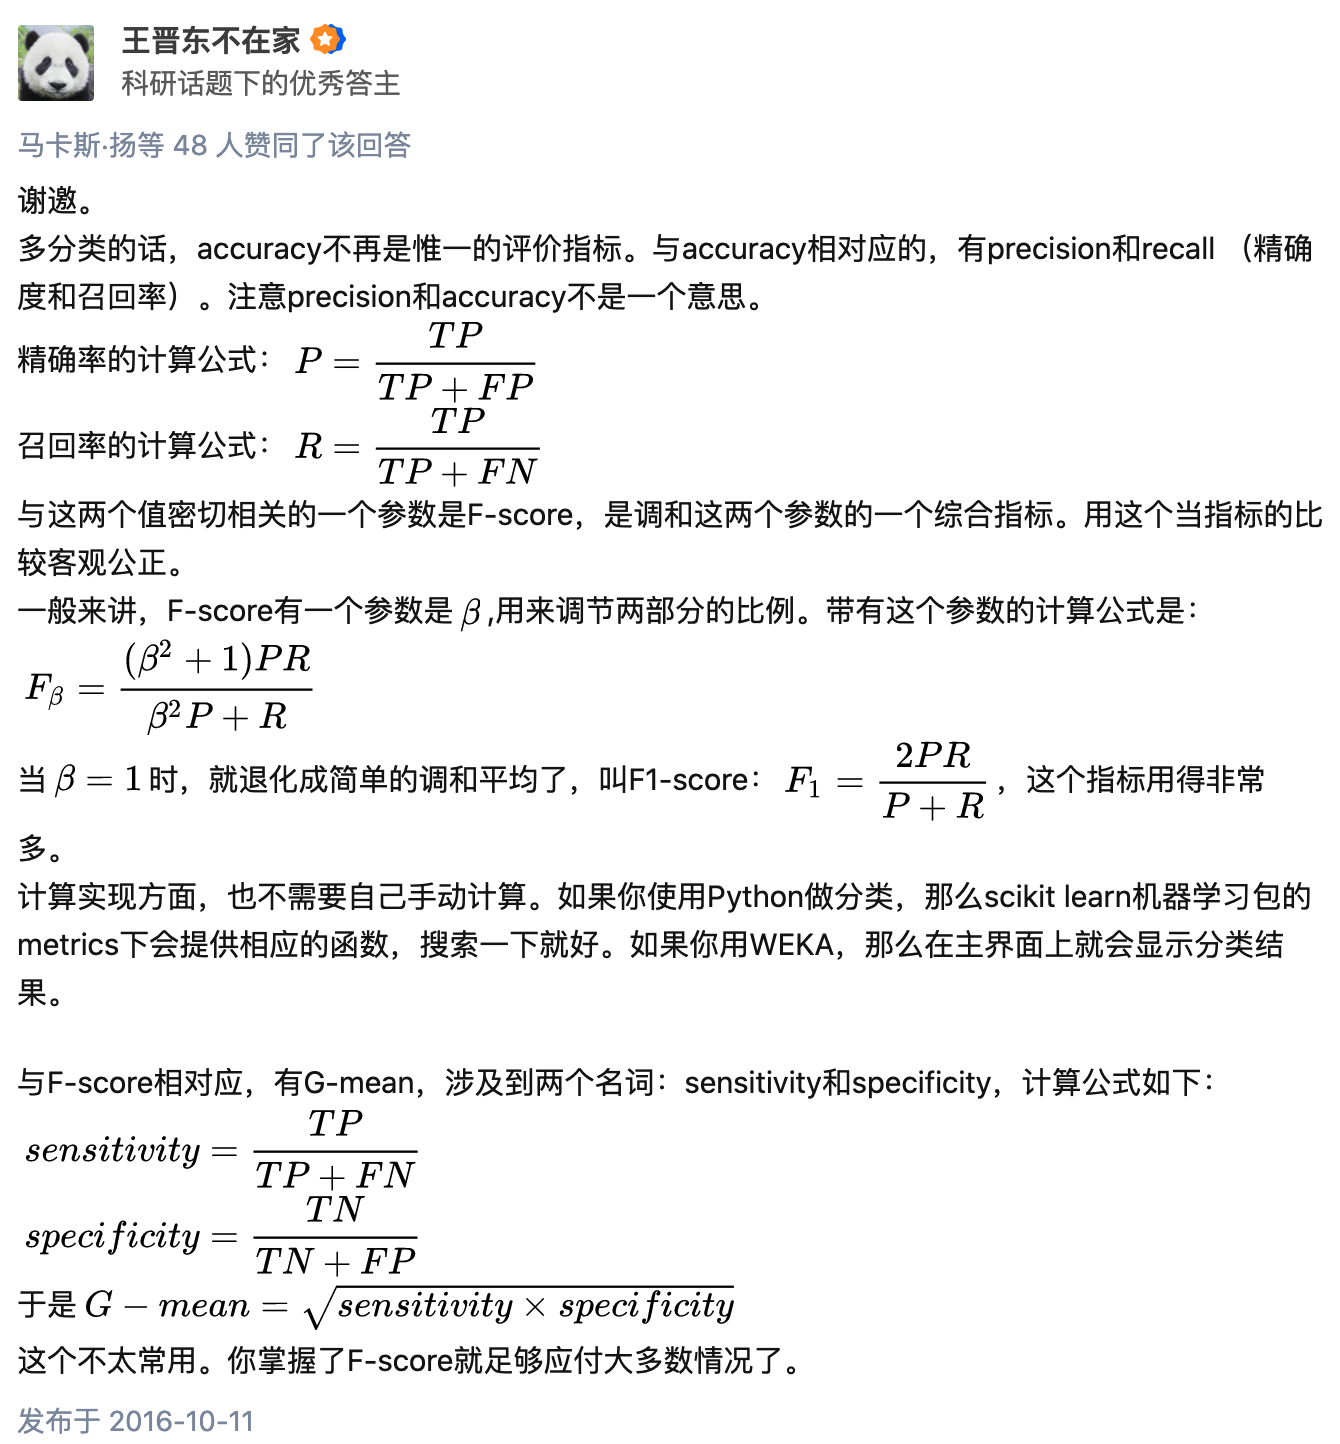 王晋东不在家
科研话题下的优秀答主
马卡斯·扬等 48 人赞同了该回答
谢邀。
多分类的话，accuracy不再是惟一的评价指标。与accuracy相对应的，有precision和recall （精确
度和召回率）。注意precision和accuracy不是一个意思。
精确率的计算公式： $P = \frac{TP}{TP + FP}$
召回率的计算公式： $R = \frac{TP}{TP + FN}$
与这两个值密切相关的一个参数是F-score，是调和这两个参数的一个综合指标。用这个当指标的比
较客观公正。
一般来讲，F-score有一个参数是 $\beta$ ,用来调节两部分的比例。带有这个参数的计算公式是：
$F_\beta = \frac{(\beta^2 + 1)PR}{\beta^2 P + R}$
当 $\beta = 1$ 时，就退化成简单的调和平均了，叫F1-score： $F_1 = \frac{2PR}{P + R}$ ，这个指标用得非常
多。
计算实现方面，也不需要自己手动计算。如果你使用Python做分类，那么scikit learn机器学习包的
metrics下会提供相应的函数，搜索一下就好。如果你用WEKA，那么在主界面上就会显示分类结
果。
与F-score相对应，有G-mean，涉及到两个名词：sensitivity和specificity，计算公式如下：
$sensitivity = \frac{TP}{TP + FN}$
$specificity = \frac{TN}{TN + FP}$
于是 $G - mean = \sqrt{sensitivity \times specificity}$
这个不太常用。你掌握了F-score就足够应付大多数情况了。
发布于 2016-10-11